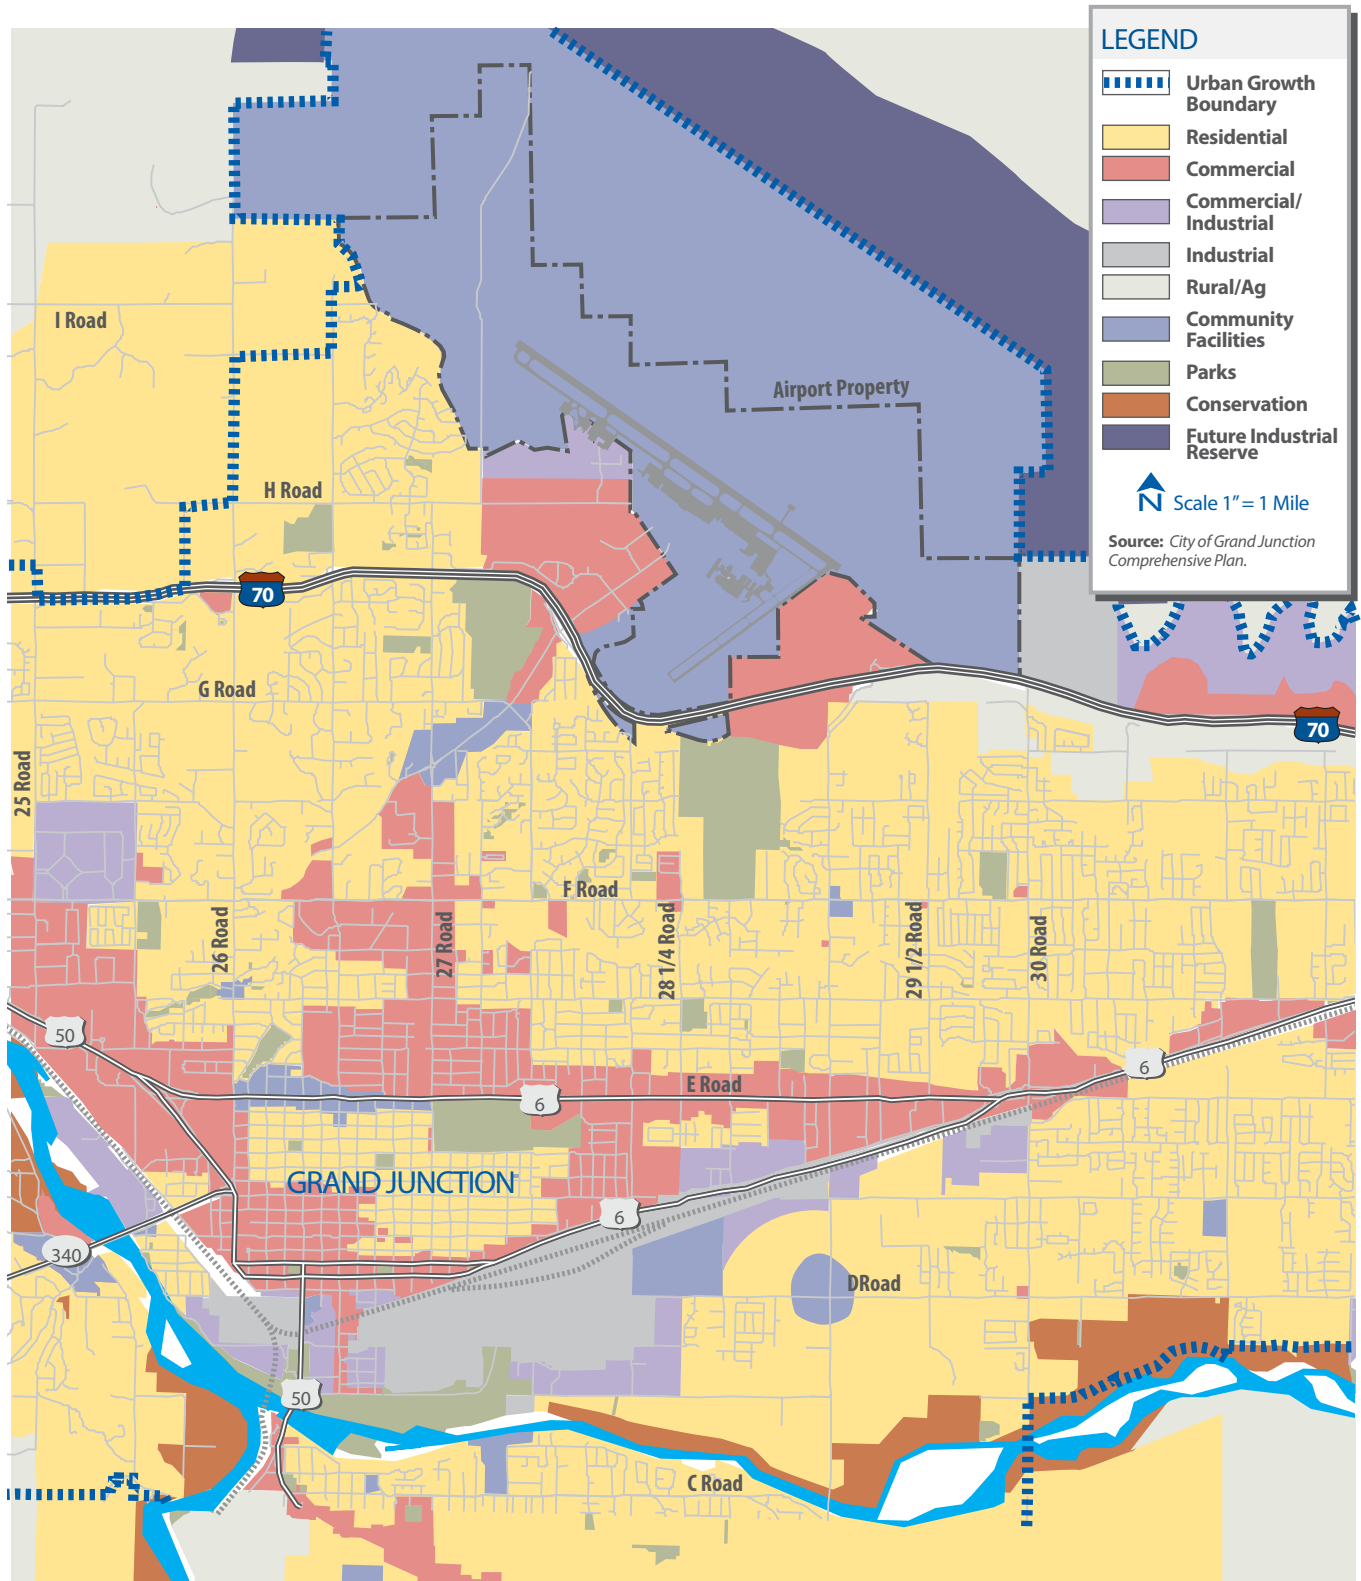 LEGEND
Urban Growth
Boundary
Residential
Commercial
Commercial/
Industrial
Industrial
Rural/Ag
Community
Facilities
Parks
Conservation
Future Industrial
Reserve
N
Scale 1” = 1 Mile
Source: City of Grand Junction
Comprehensive Plan.
I Road
Airport Property
H Road
70
G Road
70
25 Road
F Road
26 Road
27 Road
28 1/4 Road
29 1/2 Road
30 Road
50
E Road
6
6
GRAND JUNCTION
6
340
DRoad
50
C Road